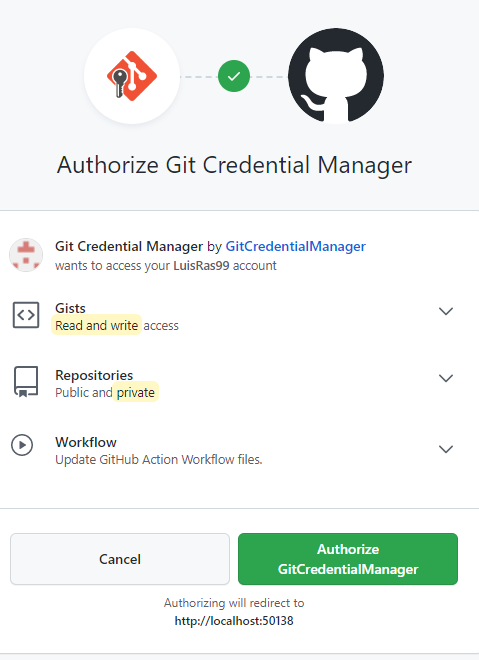 Authorize Git Credential Manager
Git Credential Manager by GitCredentialManager
wants to access your LuisRas99 account
Gists
Read and write access
Repositories
Public and private
Workflow
Update GitHub Action Workflow files.
Cancel
Authorize
GitCredentialManager
Authorizing will redirect to
http://localhost:50138